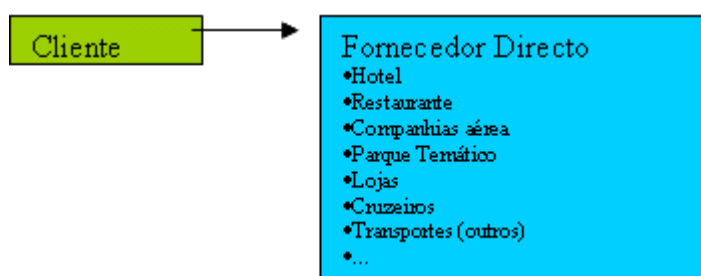 Cliente
Fornecedor Directo
•Hotel
•Restaurante
•Companhias aérea
•Parque Temático
•Lojas
•Cruzeiros
•Transportes (outros)
•...